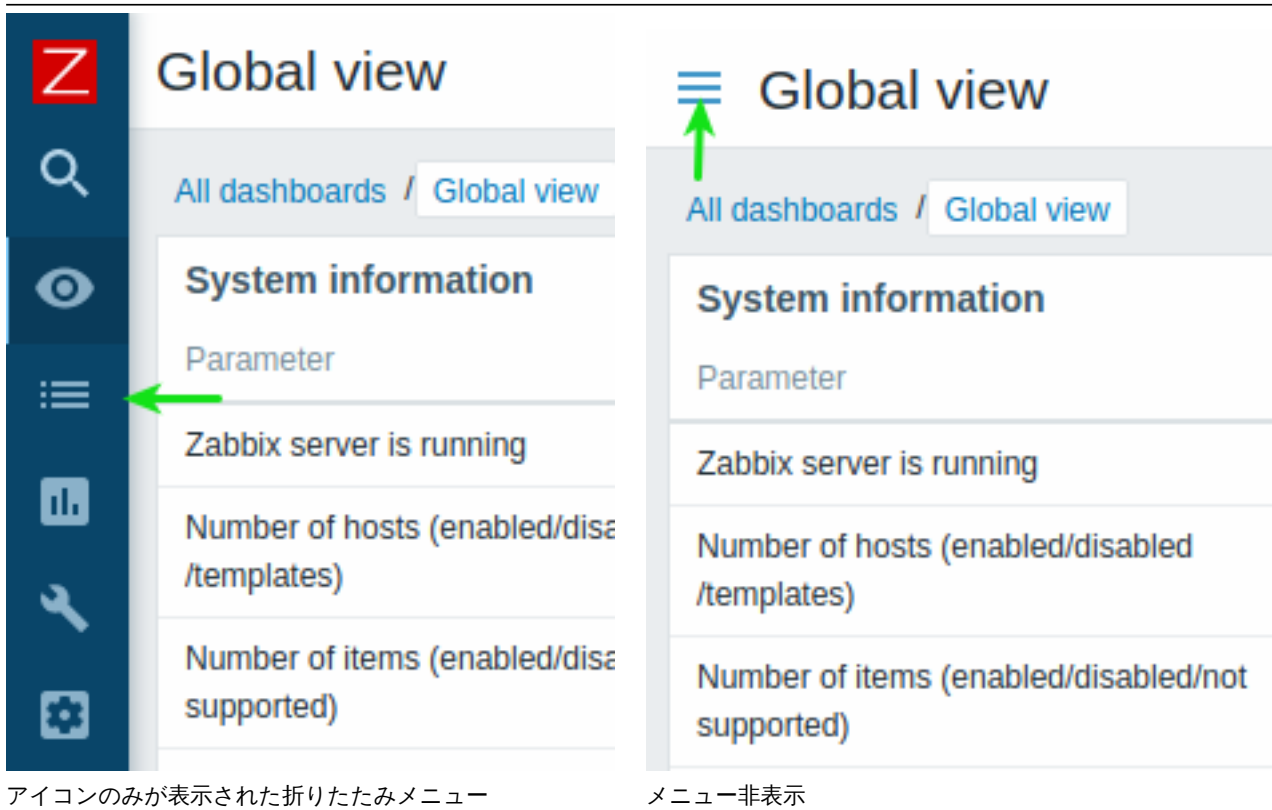 Z
Global view
All dashboards / Global view
System information
Parameter
Zabbix server is running
Number of hosts (enabled/disa
/templates)
Number of items (enabled/disa
supported)
アイコンのみが表示された折りたたみメニュー
Global view
All dashboards / Global view
System information
Parameter
Zabbix server is running
Number of hosts (enabled/disabled
/templates)
Number of items (enabled/disabled/not
supported)
メニュー非表示